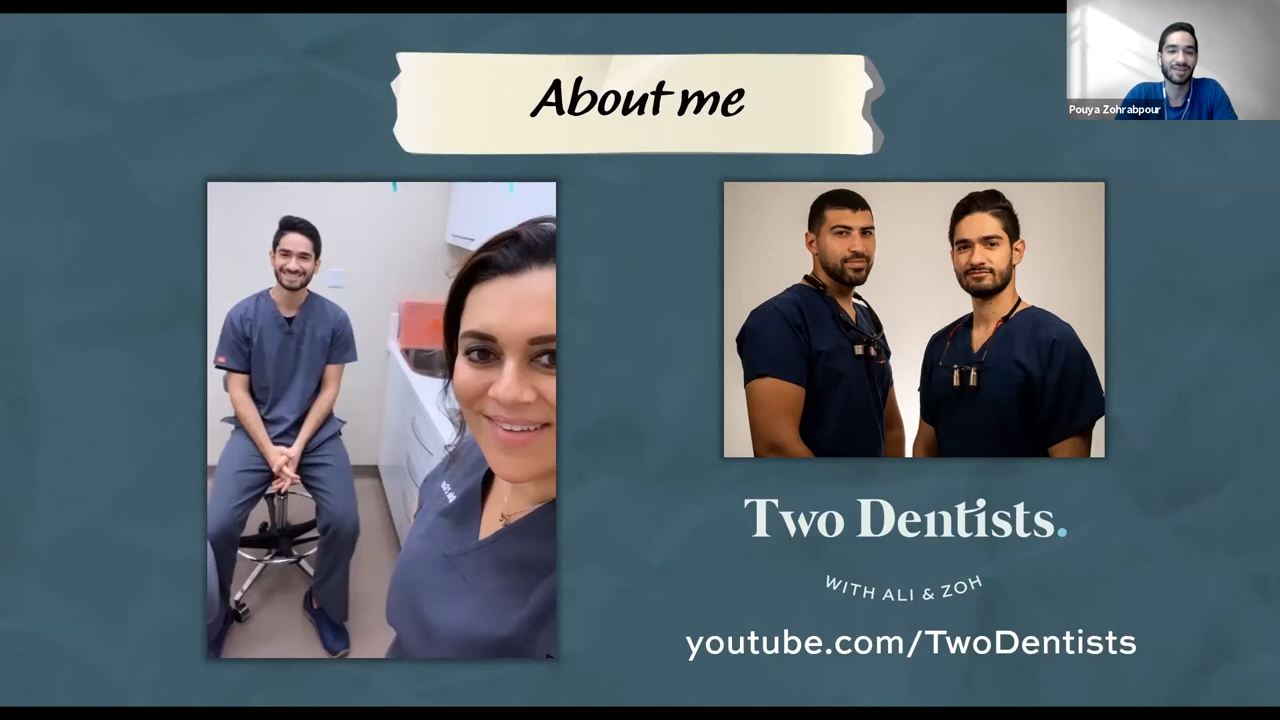 About me
Pouya Zohrabpour
Two Dentists.
WITH ALI & ZOH
youtube.com/TwoDentists